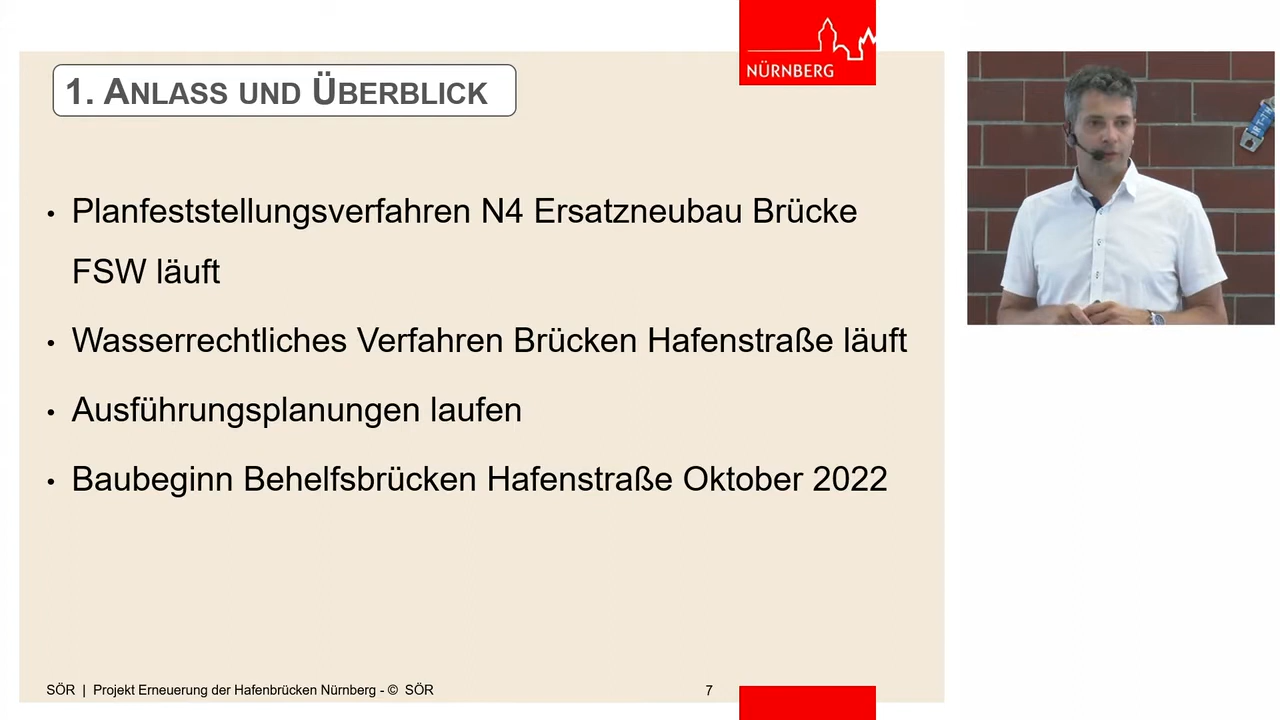 NÜRNBERG
1. ANLASS UND ÜBERBLICK
• Planfeststellungsverfahren N4 Ersatzneubau Brücke
FSW läuft
• Wasserrechtliches Verfahren Brücken Hafenstraße läuft
• Ausführungsplanungen laufen
• Baubeginn Behelfsbrücken Hafenstraße Oktober 2022
SÖR | Projekt Erneuerung der Hafenbrücken Nürnberg - © SÖR
7